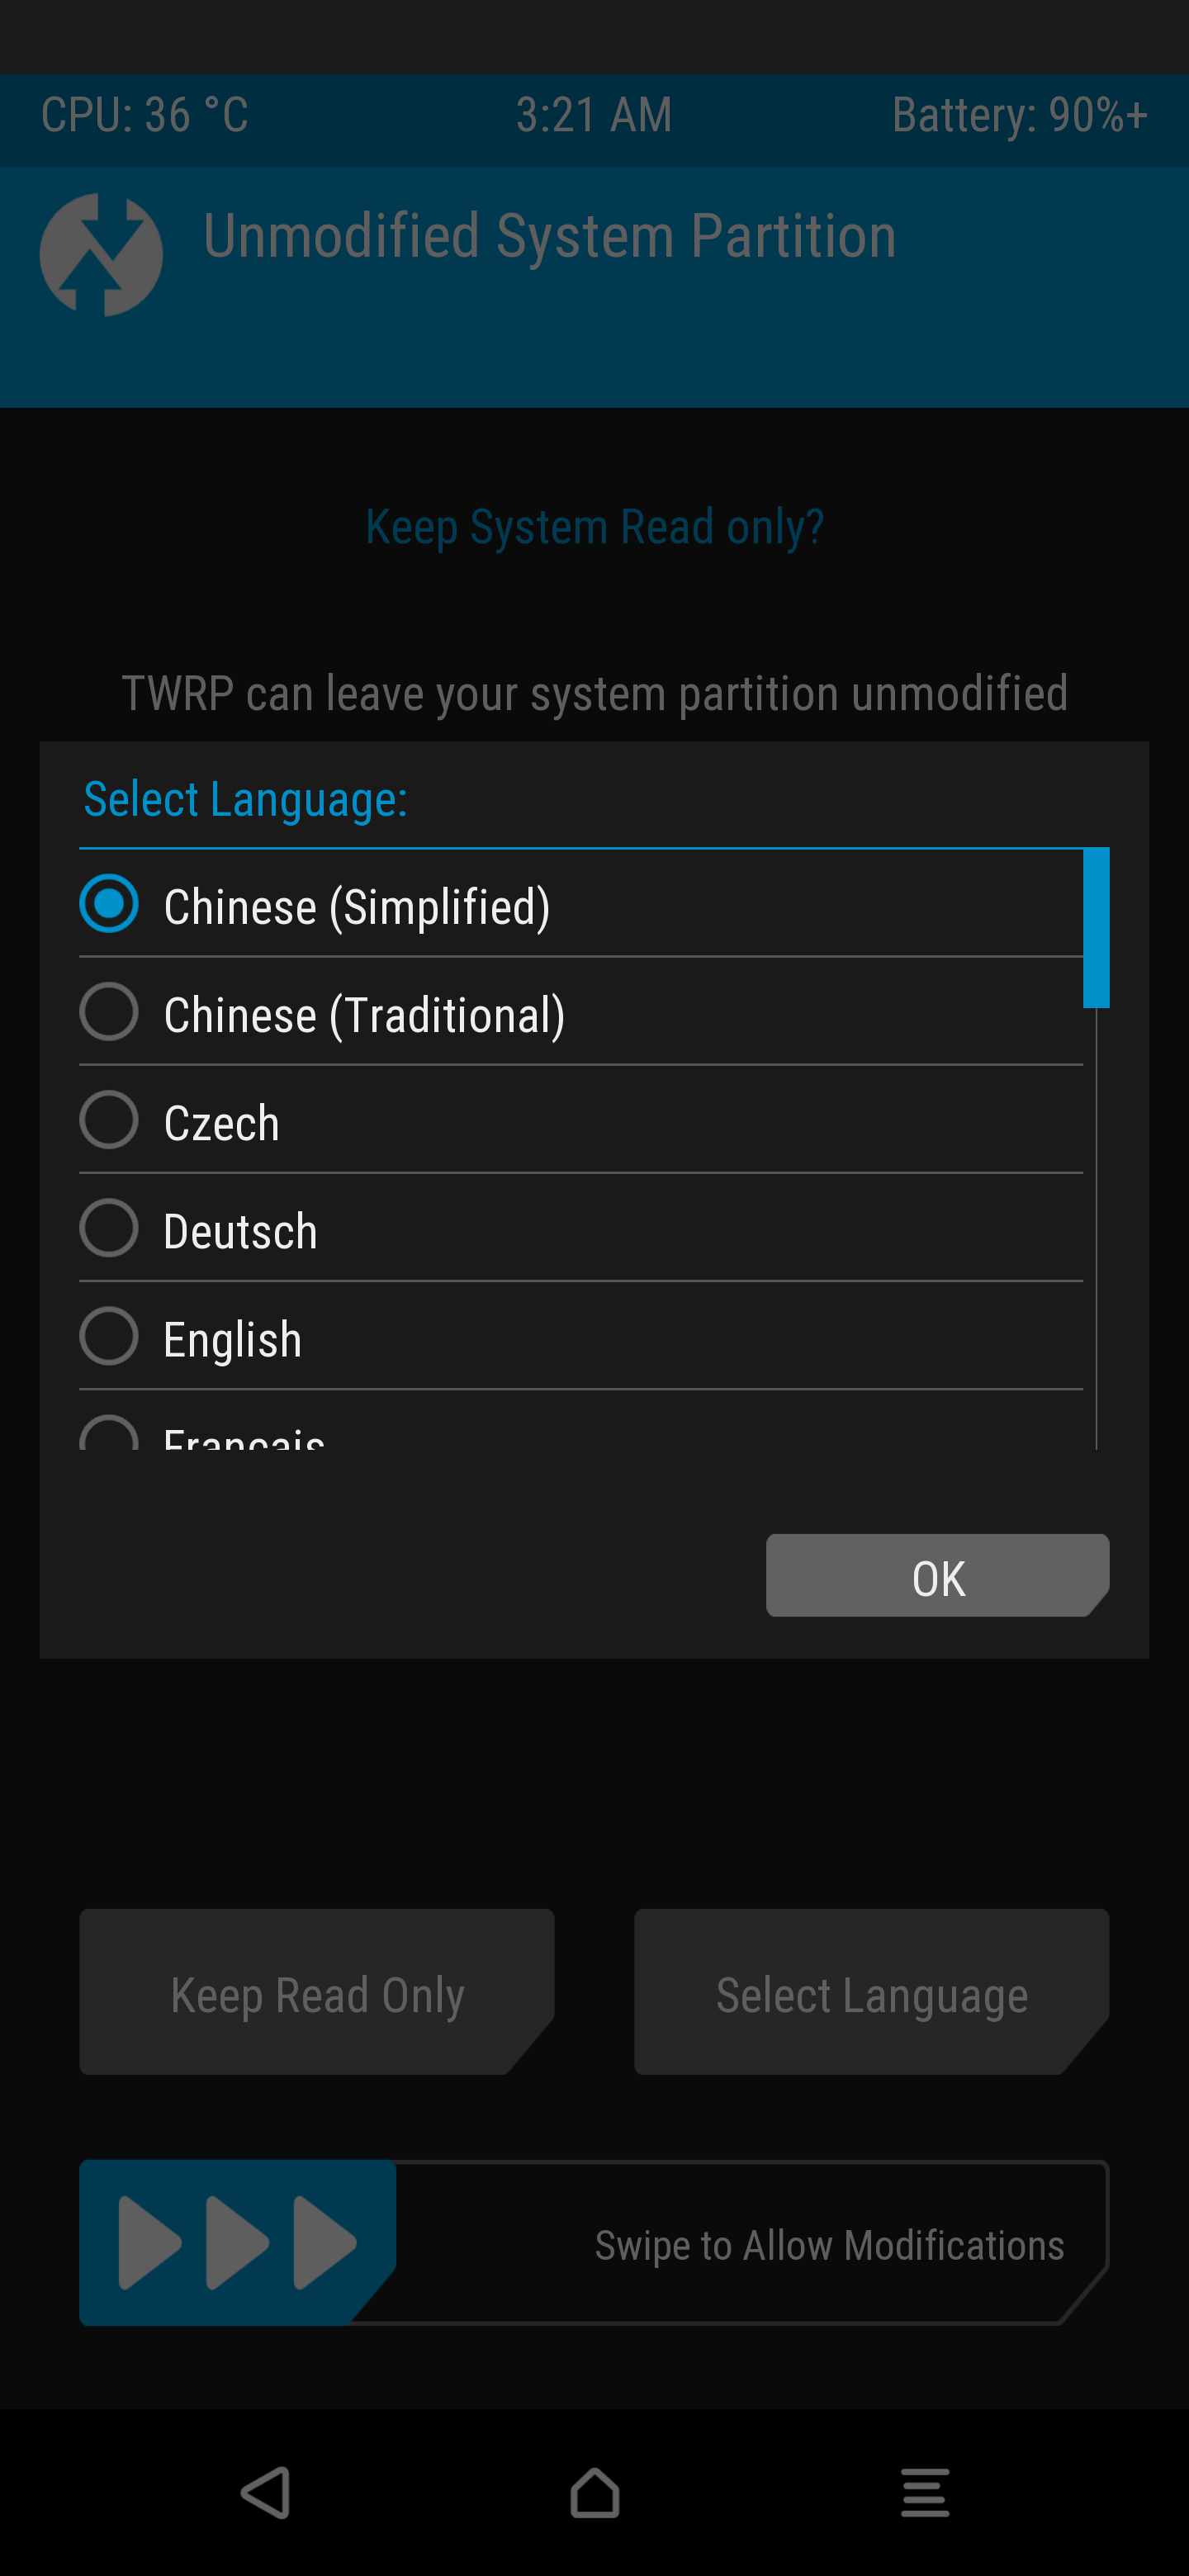 CPU: 36 °C 3:21 AM Battery: 90%+
Unmodified System Partition
Keep System Read only?
TWRP can leave your system partition unmodified
Select Language:
Chinese (Simplified)
Chinese (Traditional)
Czech
Deutsch
English
Français
OK
Keep Read Only Select Language
Swipe to Allow Modifications